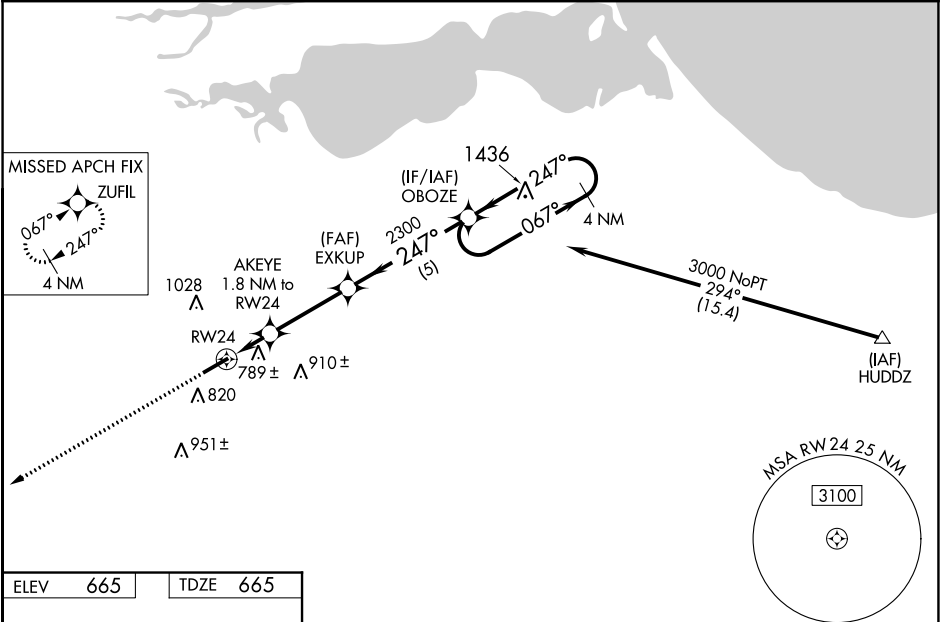 MISSED APCH FIX
ZUFIL
067°
247°
4 NM
1436
247°
(IF/IAF)
OBOZE
067°
4 NM
2300
247°
(5)
(FAF)
EXKUP
AKEYE
1.8 NM to
RW24
3000 NoPT
294°
(15.4)
(IAF)
HUDDZ
1028
RW24
789 ±
910 ±
820
951 ±
MSA RW 24 25 NM
3100
ELEV 665
TDZE 665